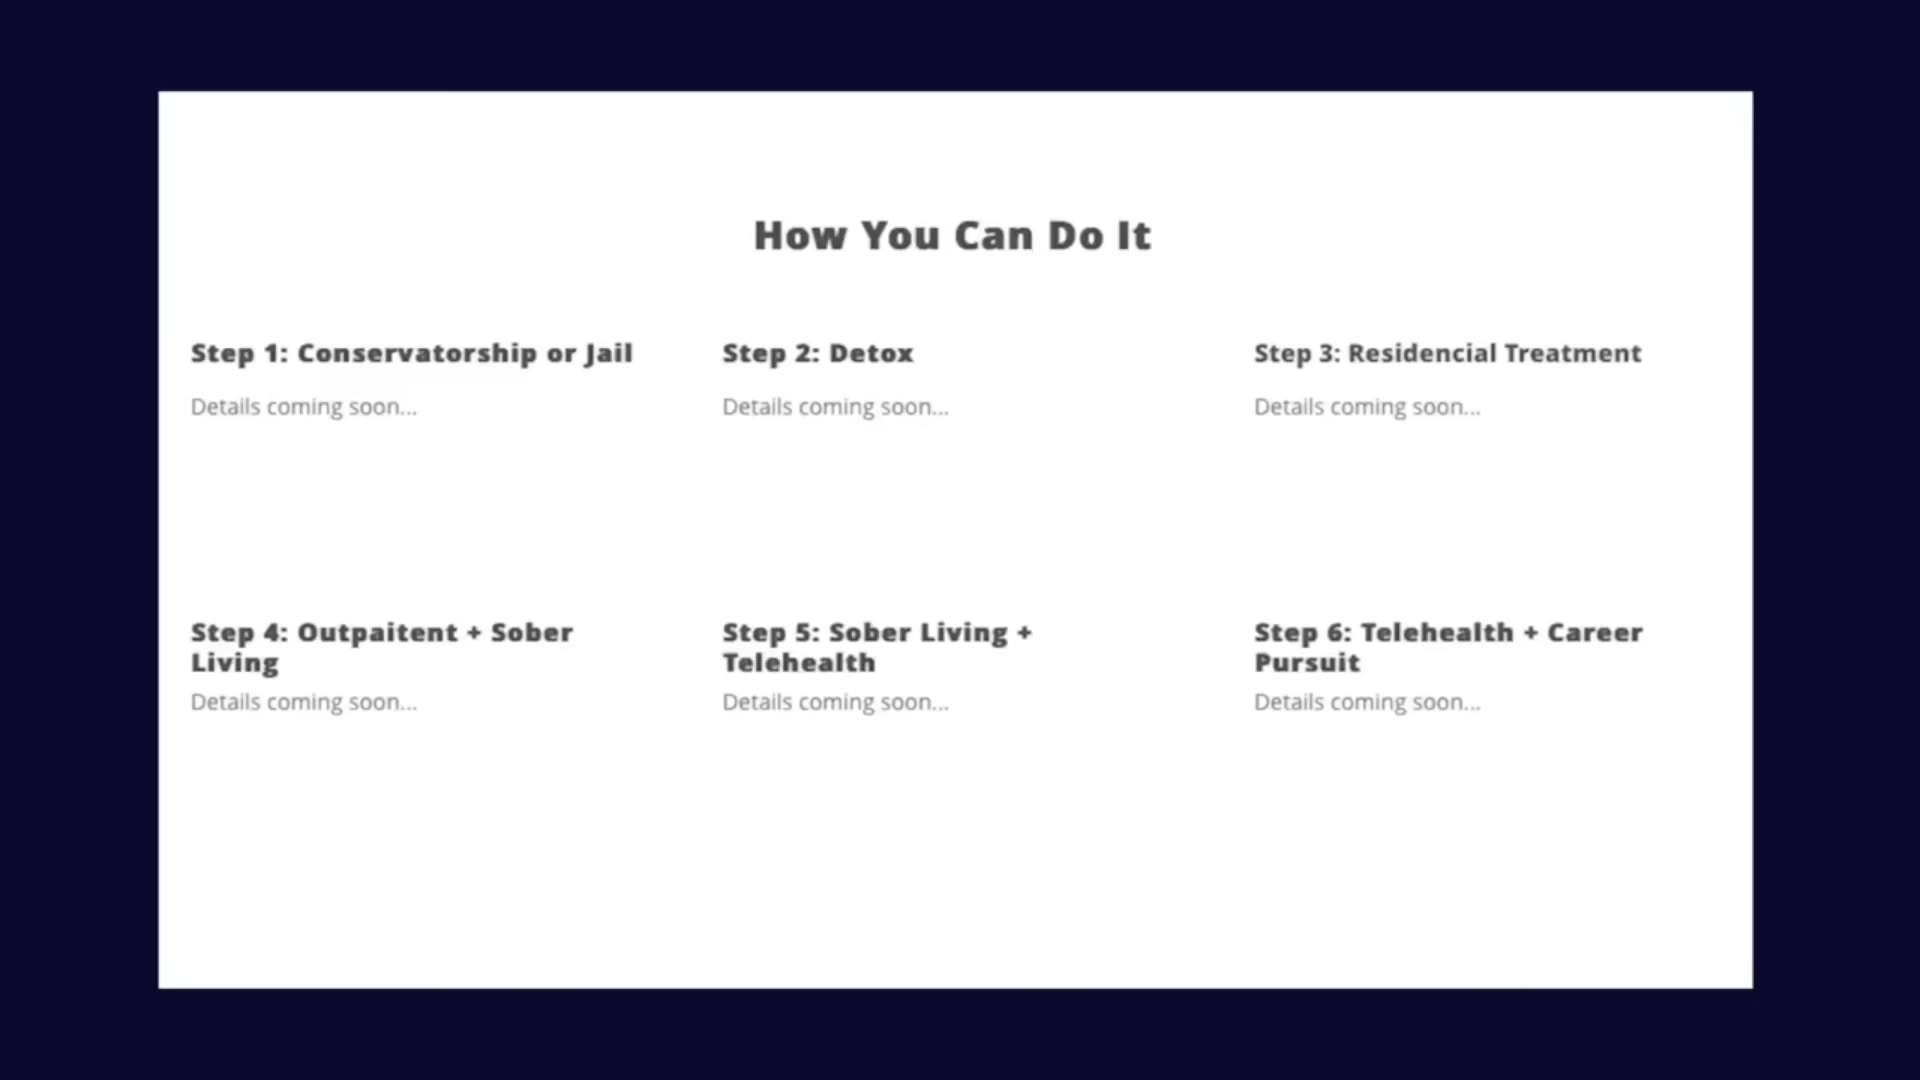 How You Can Do It
Step 1: Conservatorship or Jail
Details coming soon...
Step 2: Detox
Details coming soon...
Step 3: Residencial Treatment
Details coming soon...
Step 4: Outpaitent + Sober
Living
Details coming soon...
Step 5: Sober Living +
Telehealth
Details coming soon...
Step 6: Telehealth + Career
Pursuit
Details coming soon...